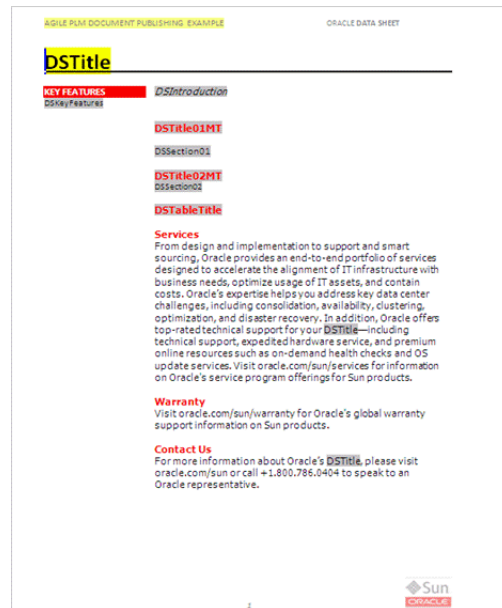 AGILE PLM DOCUMENT PUBLISHING EXAMPLE
ORACLE DATA SHEET
DSTitle
KEY FEATURES
DSKeyFeatures
DSIntroduction
DSTitle01MT
DSSection01
DSTitle02MT
DSSection02
DSTableTitle
Services
From design and implementation to support and smart
sourcing, Oracle provides an end-to-end portfolio of services
designed to accelerate the alignment of IT infrastructure with
business needs, optimize usage of IT assets, and contain
costs. Oracle's expertise helps you address key data center
challenges, including consolidation, availability, clustering,
optimization, and disaster recovery. In addition, Oracle offers
top-rated technical support for your DSTitle—including
technical support, expedited hardware service, and premium
online resources such as on-demand health checks and OS
update services. Visit oracle.com/sun/services for information
on Oracle's service program offerings for Sun products.
Warranty
Visit oracle.com/sun/warranty for Oracle's global warranty
support information on Sun products.
Contact Us
For more information about Oracle's DSTitle, please visit
oracle.com/sun or call +1.800.786.0404 to speak to an
Oracle representative.
Sun
ORACLE